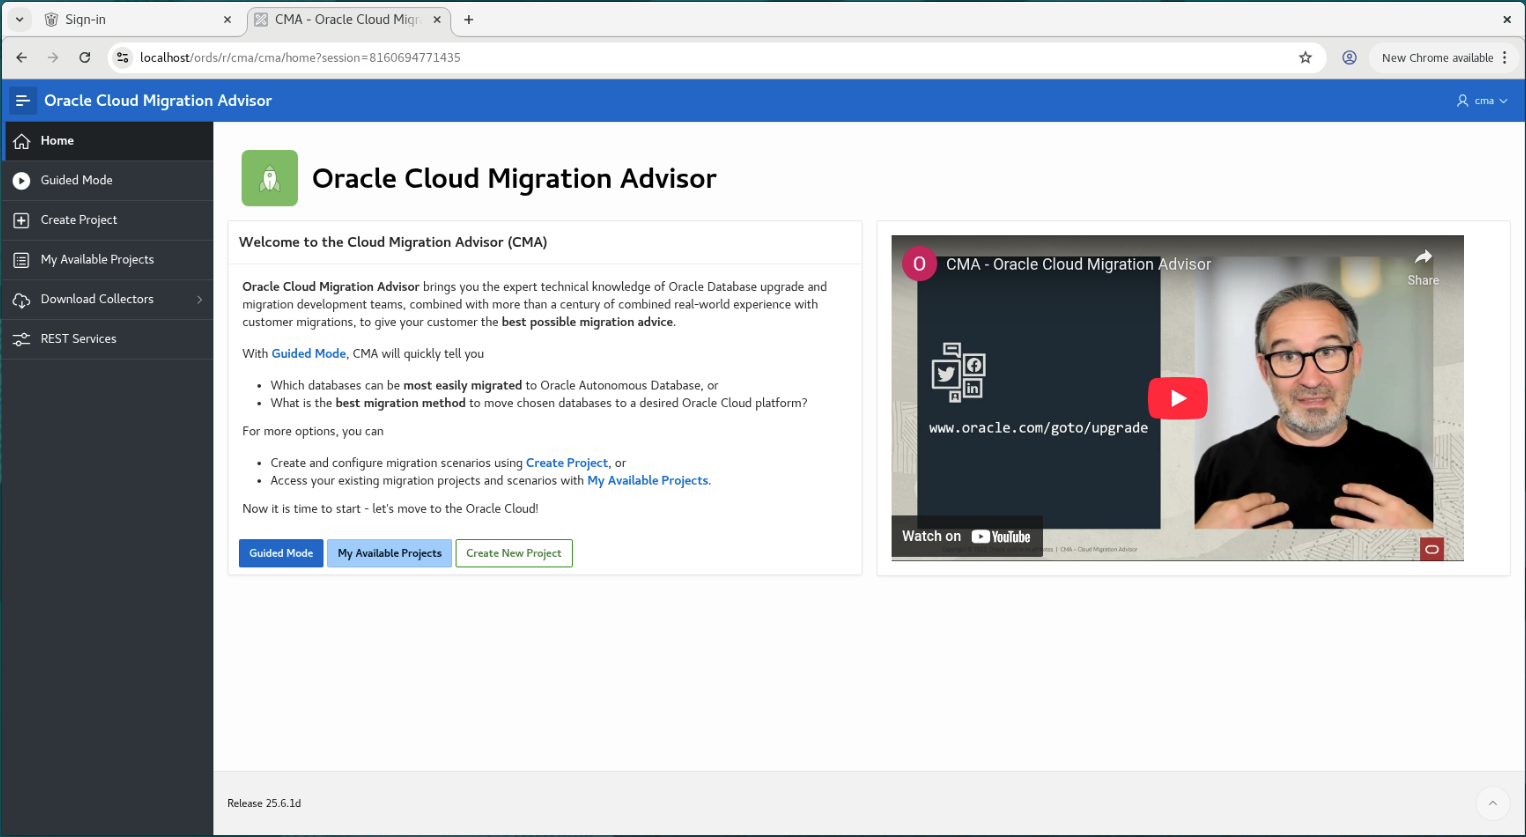 Sign-in
CMA - Oracle Cloud Migr
localhost/ords/r/cma/cma/home?session=8160694771435
New Chrome available
Oracle Cloud Migration Advisor
cma
Home
Guided Mode
Create Project
My Available Projects
Download Collectors
REST Services
Oracle Cloud Migration Advisor
Welcome to the Cloud Migration Advisor (CMA)
Oracle Cloud Migration Advisor brings you the expert technical knowledge of Oracle Database upgrade and
migration development teams, combined with more than a century of combined real-world experience with
customer migrations, to give your customer the best possible migration advice.
With Guided Mode, CMA will quickly tell you
• Which databases can be most easily migrated to Oracle Autonomous Database, or
• What is the best migration method to move chosen databases to a desired Oracle Cloud platform?
For more options, you can
• Create and configure migration scenarios using Create Project, or
• Access your existing migration projects and scenarios with My Available Projects.
Now it is time to start - let's move to the Oracle Cloud!
Guided Mode
My Available Projects
Create New Project
O
CMA - Oracle Cloud Migration Advisor
Share
in
www.oracle.com/goto/upgrade
Watch on YouTube
| CMA - Cloud Migration Advisor
Release 25.6.1d